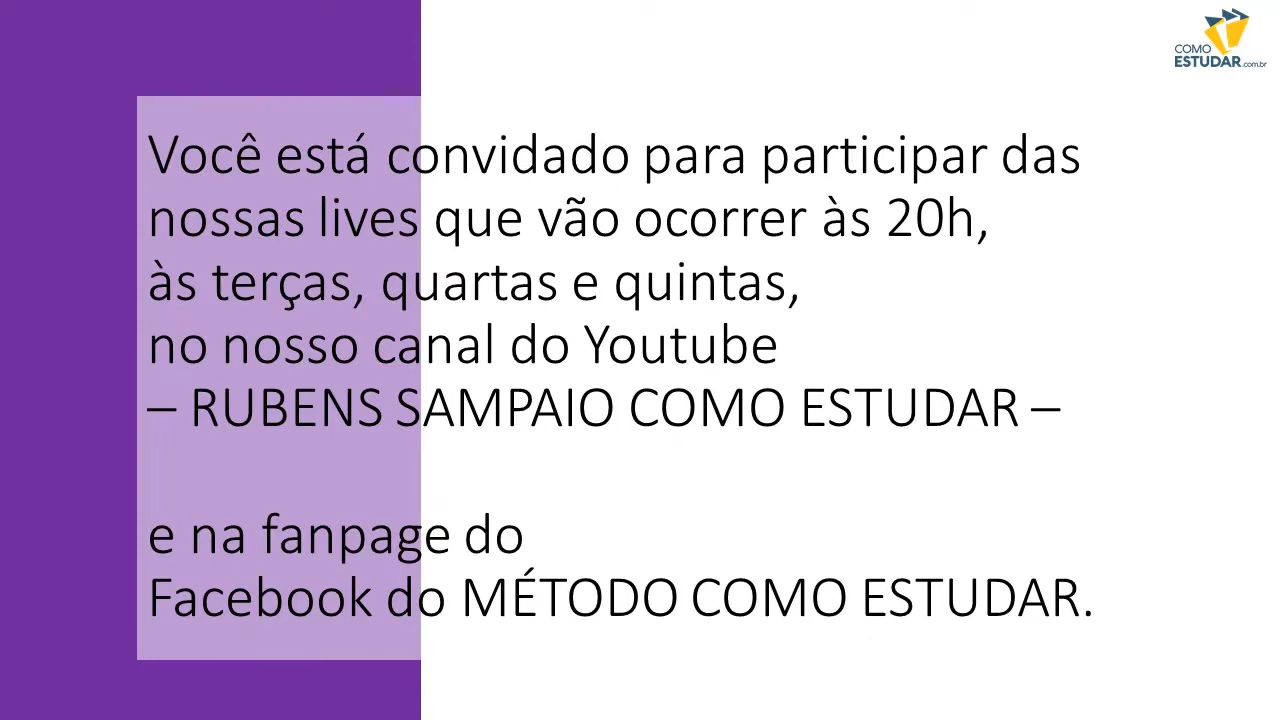 COMO
ESTUDAR.com.br
Você está convidado para participar das
nossas lives que vão ocorrer às 20h,
às terças, quartas e quintas,
no nosso canal do Youtube
– RUBENS SAMPAIO COMO ESTUDAR –
e na fanpage do
Facebook do MÉTODO COMO ESTUDAR.